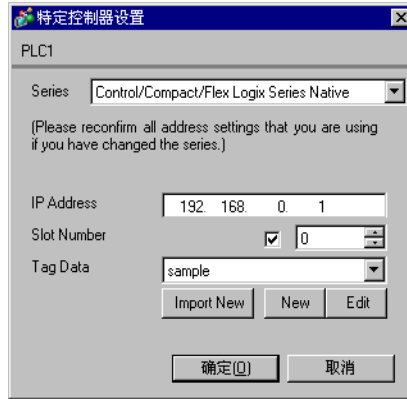 特定控制器设置
PLC1
Series Control/Compact/Flex Logix Series Native
(Please reconfirm all address settings that you are using
if you have changed the series.)
IP Address 192. 168. 0. 1
Slot Number 0
Tag Data sample
Import New New Edit
确定(O) 取消